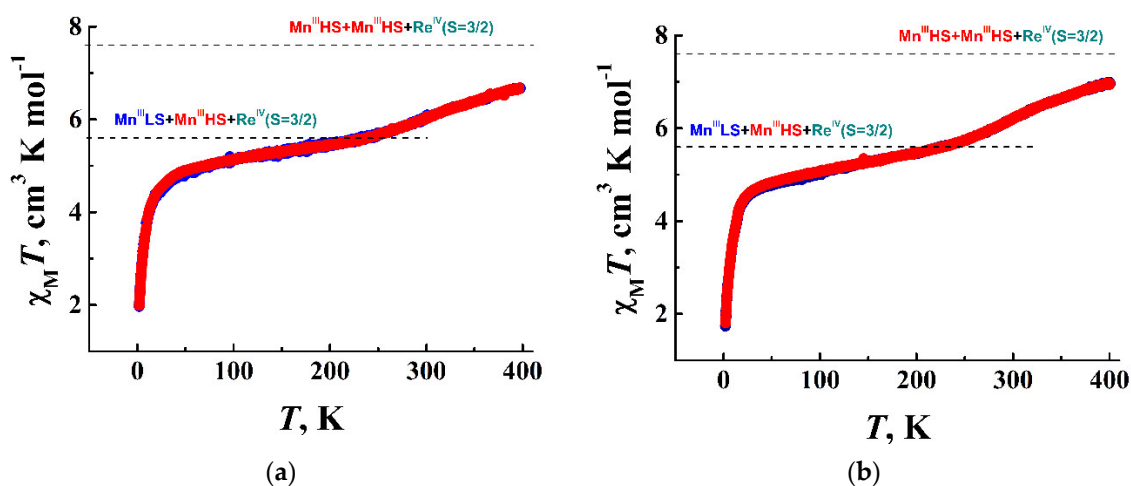 Mn^III HS+Mn^III HS+Re^IV(S=3/2)
Mn^III LS+Mn^III HS+Re^IV(S=3/2)
χ_M T, cm^3 K mol^-1
8
6
4
2
0 100 200 300 400
T, K
(a)
Mn^III HS+Mn^III HS+Re^IV(S=3/2)
Mn^III LS+Mn^III HS+Re^IV(S=3/2)
χ_M T, cm^3 K mol^-1
8
6
4
2
0 100 200 300 400
T, K
(b)